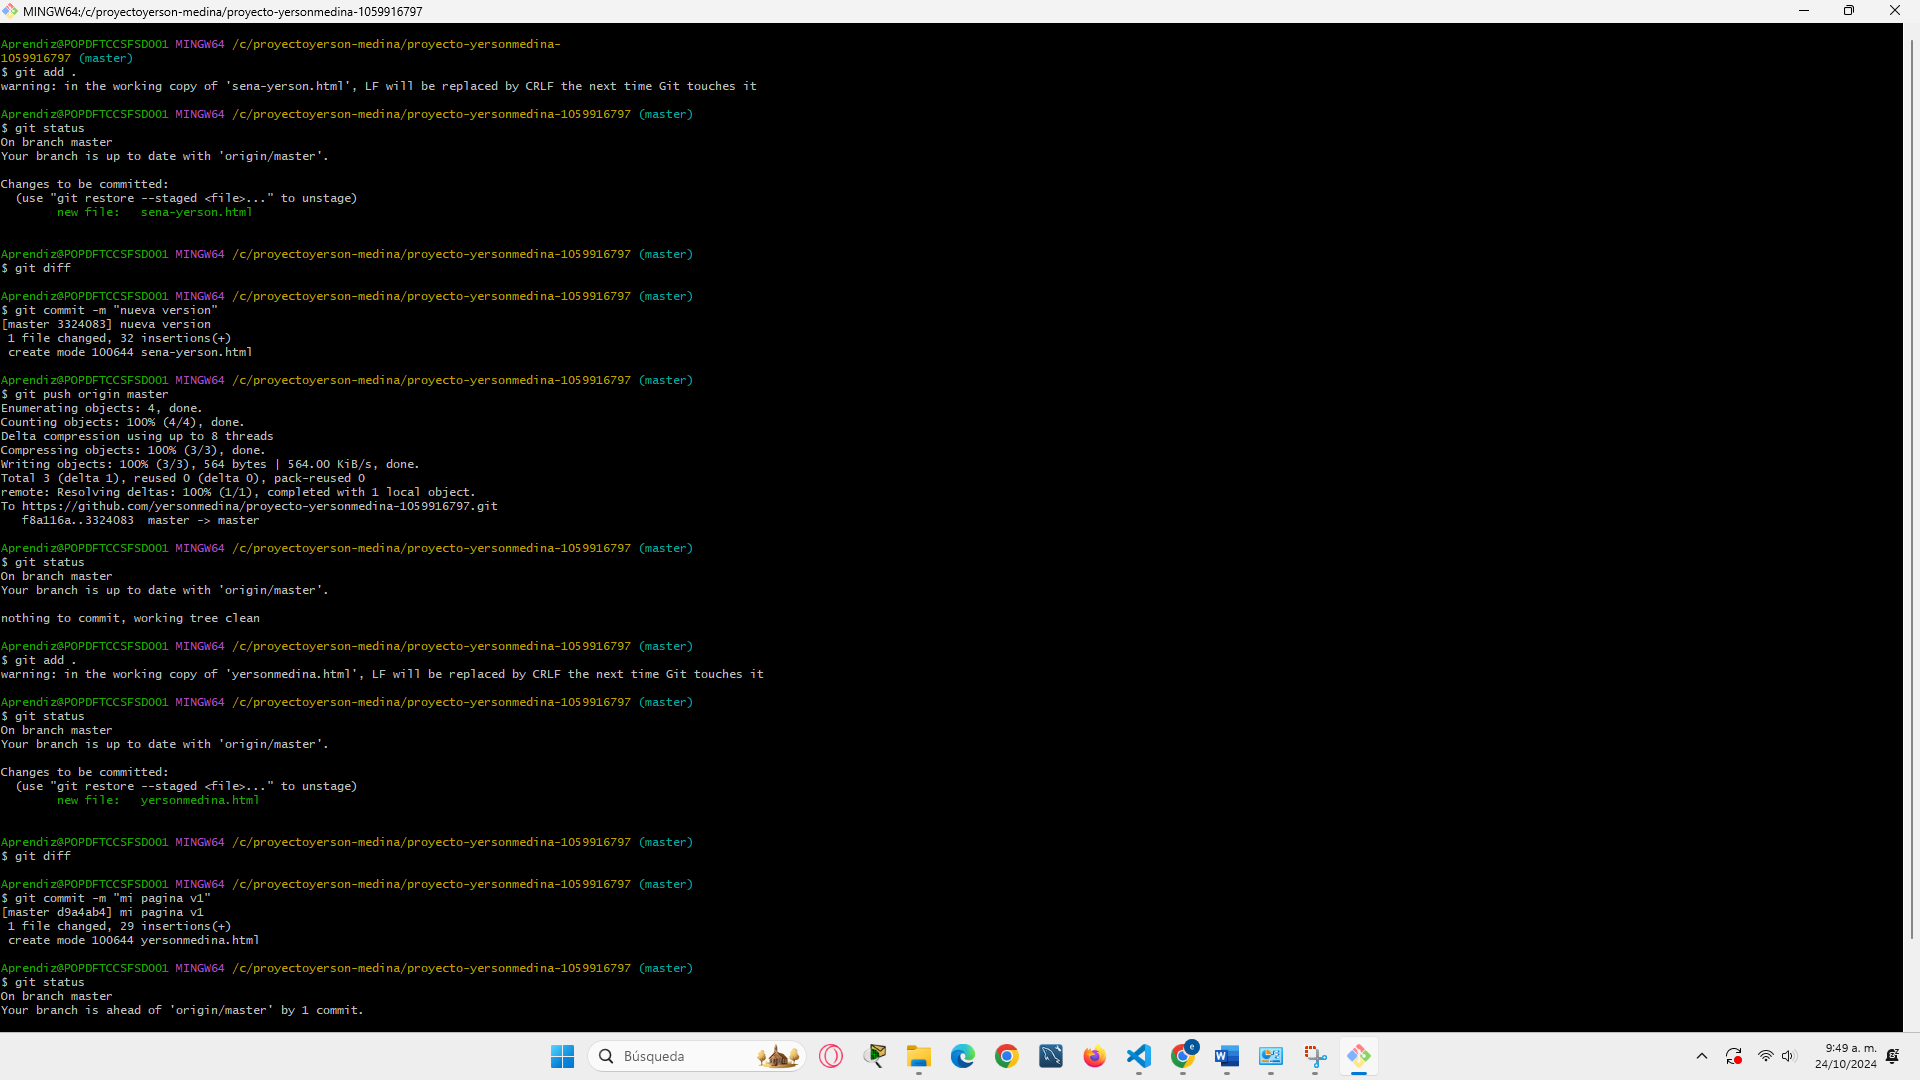 MINGW64:/c/proyectoyerson-medina/proyecto-yersonmedina-1059916797
Aprendiz@POPDFTCCSFSDO01 MINGW64 /c/proyectoyerson-medina/proyecto-yersonmedina-
1059916797 (master)
$ git add .
warning: in the working copy of 'sena-yerson.html', LF will be replaced by CRLF the next time Git touches it
Aprendiz@POPDFTCCSFSDO01 MINGW64 /c/proyectoyerson-medina/proyecto-yersonmedina-1059916797 (master)
$ git status
On branch master
Your branch is up to date with 'origin/master'.
Changes to be committed:
  (use "git restore --staged <file>..." to unstage)
        new file:   sena-yerson.html
Aprendiz@POPDFTCCSFSDO01 MINGW64 /c/proyectoyerson-medina/proyecto-yersonmedina-1059916797 (master)
$ git diff
Aprendiz@POPDFTCCSFSDO01 MINGW64 /c/proyectoyerson-medina/proyecto-yersonmedina-1059916797 (master)
$ git commit -m "nueva version"
[master 3324083] nueva version
 1 file changed, 32 insertions(+)
 create mode 100644 sena-yerson.html
Aprendiz@POPDFTCCSFSDO01 MINGW64 /c/proyectoyerson-medina/proyecto-yersonmedina-1059916797 (master)
$ git push origin master
Enumerating objects: 4, done.
Counting objects: 100% (4/4), done.
Delta compression using up to 8 threads
Compressing objects: 100% (3/3), done.
Writing objects: 100% (3/3), 564 bytes | 564.00 KiB/s, done.
Total 3 (delta 1), reused 0 (delta 0), pack-reused 0
remote: Resolving deltas: 100% (1/1), completed with 1 local object.
To https://github.com/yersonmedina/proyecto-yersonmedina-1059916797.git
   f8a116a..3324083  master -> master
Aprendiz@POPDFTCCSFSDO01 MINGW64 /c/proyectoyerson-medina/proyecto-yersonmedina-1059916797 (master)
$ git status
On branch master
Your branch is up to date with 'origin/master'.
nothing to commit, working tree clean
Aprendiz@POPDFTCCSFSDO01 MINGW64 /c/proyectoyerson-medina/proyecto-yersonmedina-1059916797 (master)
$ git add .
warning: in the working copy of 'yersonmedina.html', LF will be replaced by CRLF the next time Git touches it
Aprendiz@POPDFTCCSFSDO01 MINGW64 /c/proyectoyerson-medina/proyecto-yersonmedina-1059916797 (master)
$ git status
On branch master
Your branch is up to date with 'origin/master'.
Changes to be committed:
  (use "git restore --staged <file>..." to unstage)
        new file:   yersonmedina.html
Aprendiz@POPDFTCCSFSDO01 MINGW64 /c/proyectoyerson-medina/proyecto-yersonmedina-1059916797 (master)
$ git diff
Aprendiz@POPDFTCCSFSDO01 MINGW64 /c/proyectoyerson-medina/proyecto-yersonmedina-1059916797 (master)
$ git commit -m "mi pagina v1"
[master d9a4ab4] mi pagina v1
 1 file changed, 29 insertions(+)
 create mode 100644 yersonmedina.html
Aprendiz@POPDFTCCSFSDO01 MINGW64 /c/proyectoyerson-medina/proyecto-yersonmedina-1059916797 (master)
$ git status
On branch master
Your branch is ahead of 'origin/master' by 1 commit.
Búsqueda
9:49 a. m.
24/10/2024